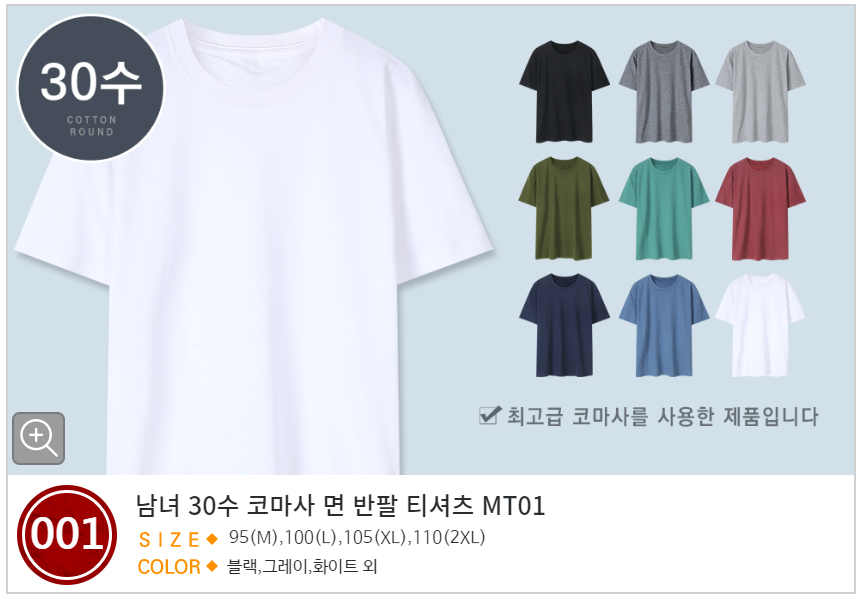 30수
COTTON
ROUND
최고급 코마사를 사용한 제품입니다
001
남녀 30수 코마사 면 반팔 티셔츠 MT01
SIZE ◆ 95(M),100(L),105(XL),110(2XL)
COLOR ◆ 블랙,그레이,화이트 외